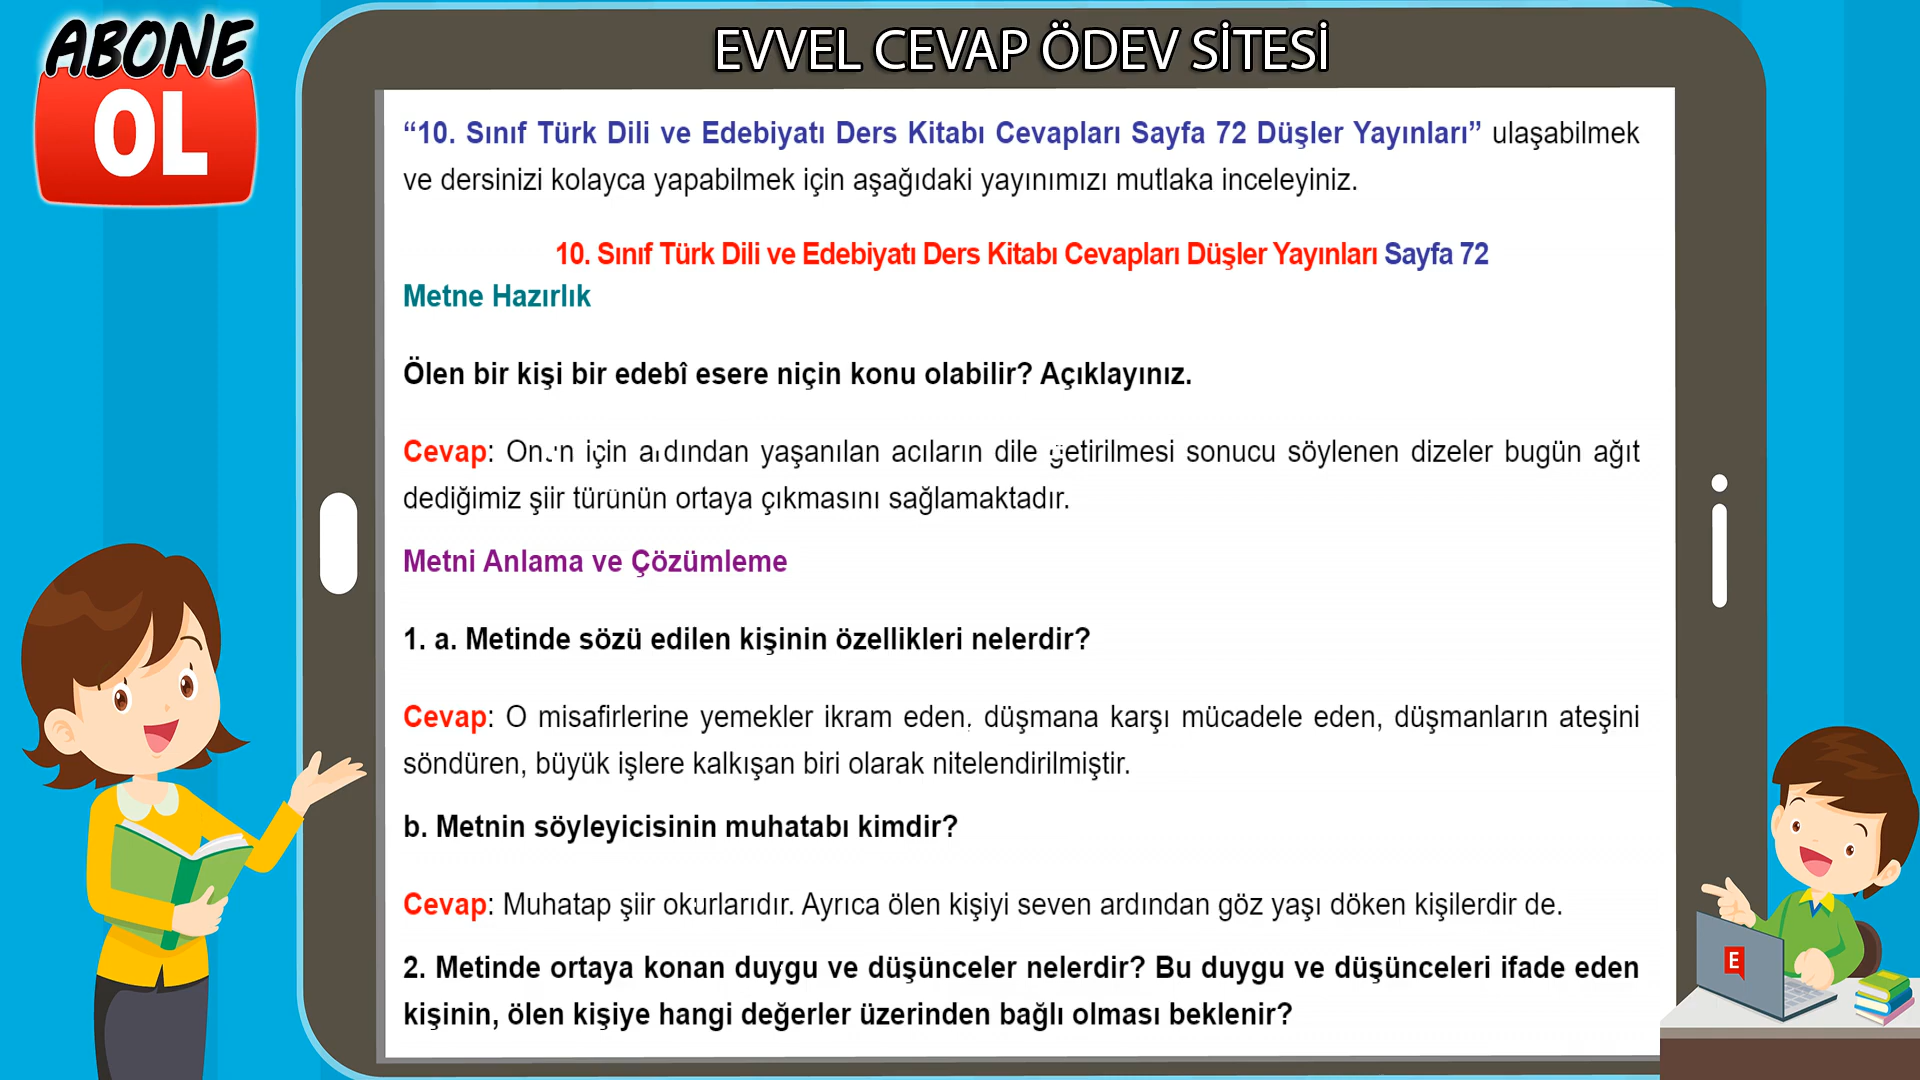 ABONE
OL
EVVEL CEVAP ÖDEV SİTESİ
“10. Sınıf Türk Dili ve Edebiyatı Ders Kitabı Cevapları Sayfa 72 Düşler Yayınları” ulaşabilmek
ve dersinizi kolayca yapabilmek için aşağıdaki yayınımızı mutlaka inceleyiniz.
10. Sınıf Türk Dili ve Edebiyatı Ders Kitabı Cevapları Düşler Yayınları Sayfa 72
Metne Hazırlık
Ölen bir kişi bir edebî esere niçin konu olabilir? Açıklayınız.
Cevap: Onun için ardından yaşanılan acıların dile getirilmesi sonucu söylenen dizeler bugün ağıt
dediğimiz şiir türünün ortaya çıkmasını sağlamaktadır.
Metni Anlama ve Çözümleme
1. a. Metinde sözü edilen kişinin özellikleri nelerdir?
Cevap: O misafirlerine yemekler ikram eden, düşmana karşı mücadele eden, düşmanların ateşini
söndüren, büyük işlere kalkışan biri olarak nitelendirilmiştir.
b. Metnin söyleyicisinin muhatabı kimdir?
Cevap: Muhatap şiir okurlarıdır. Ayrıca ölen kişiyi seven ardından göz yaşı döken kişilerdir de.
2. Metinde ortaya konan duygu ve düşünceler nelerdir? Bu duygu ve düşünceleri ifade eden
kişinin, ölen kişiye hangi değerler üzerinden bağlı olması beklenir?
E